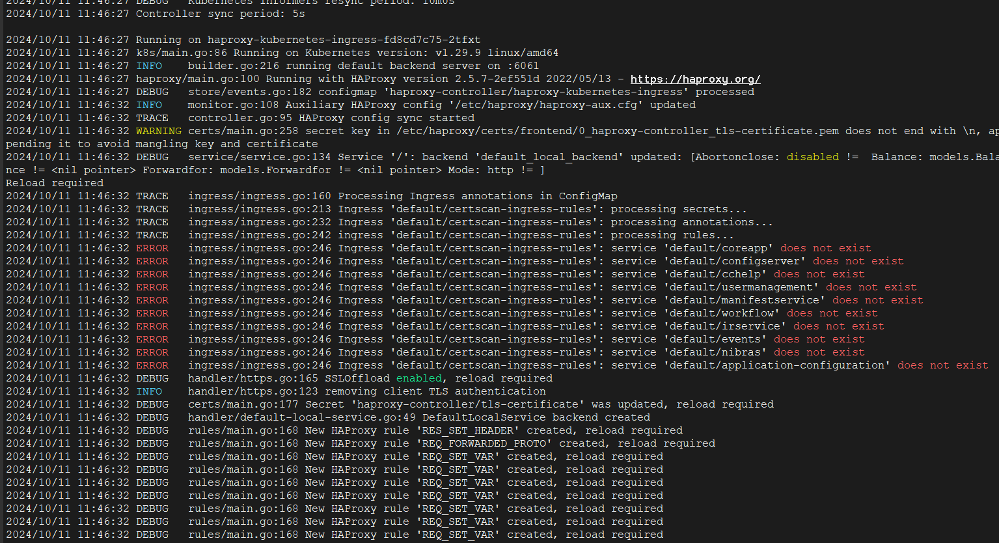 2024/10/11 11:46:27 DEBUG   Kubernetes informers resync period: 10m0s
2024/10/11 11:46:27 Controller sync period: 5s
2024/10/11 11:46:27 Running on haproxy-kubernetes-ingress-fd8cd7c75-2tfxt
2024/10/11 11:46:27 k8s/main.go:86 Running on Kubernetes version: v1.29.9 linux/amd64
2024/10/11 11:46:27 INFO    builder.go:216 running default backend server on :6061
2024/10/11 11:46:27 haproxy/main.go:100 Running with HAProxy version 2.5.7-2ef551d 2022/05/13 - https://haproxy.org/
2024/10/11 11:46:27 DEBUG   store/events.go:182 configmap 'haproxy-controller/haproxy-kubernetes-ingress' processed
2024/10/11 11:46:32 INFO    monitor.go:108 Auxiliary HAProxy config '/etc/haproxy/haproxy-aux.cfg' updated
2024/10/11 11:46:32 TRACE   controller.go:95 HAProxy config sync started
2024/10/11 11:46:32 WARNING certs/main.go:258 secret key in /etc/haproxy/certs/frontend/0_haproxy-controller_tls-certificate.pem does not end with \n, ap
pending it to avoid mangling key and certificate
2024/10/11 11:46:32 DEBUG   service/service.go:134 Service '/': backend 'default_local_backend' updated: [Abortonclose: disabled !=  Balance: models.Bala
nce != <nil pointer> Forwardfor: models.Forwardfor != <nil pointer> Mode: http != ]
Reload required
2024/10/11 11:46:32 TRACE   ingress/ingress.go:160 Processing Ingress annotations in ConfigMap
2024/10/11 11:46:32 TRACE   ingress/ingress.go:213 Ingress 'default/certscan-ingress-rules': processing secrets...
2024/10/11 11:46:32 TRACE   ingress/ingress.go:232 Ingress 'default/certscan-ingress-rules': processing annotations...
2024/10/11 11:46:32 TRACE   ingress/ingress.go:242 ingress 'default/certscan-ingress-rules': processing rules...
2024/10/11 11:46:32 ERROR   ingress/ingress.go:246 Ingress 'default/certscan-ingress-rules': service 'default/coreapp' does not exist
2024/10/11 11:46:32 ERROR   ingress/ingress.go:246 Ingress 'default/certscan-ingress-rules': service 'default/configserver' does not exist
2024/10/11 11:46:32 ERROR   ingress/ingress.go:246 Ingress 'default/certscan-ingress-rules': service 'default/cchelp' does not exist
2024/10/11 11:46:32 ERROR   ingress/ingress.go:246 Ingress 'default/certscan-ingress-rules': service 'default/usermanagement' does not exist
2024/10/11 11:46:32 ERROR   ingress/ingress.go:246 Ingress 'default/certscan-ingress-rules': service 'default/manifestservice' does not exist
2024/10/11 11:46:32 ERROR   ingress/ingress.go:246 Ingress 'default/certscan-ingress-rules': service 'default/workflow' does not exist
2024/10/11 11:46:32 ERROR   ingress/ingress.go:246 Ingress 'default/certscan-ingress-rules': service 'default/irservice' does not exist
2024/10/11 11:46:32 ERROR   ingress/ingress.go:246 Ingress 'default/certscan-ingress-rules': service 'default/events' does not exist
2024/10/11 11:46:32 ERROR   ingress/ingress.go:246 Ingress 'default/certscan-ingress-rules': service 'default/nibras' does not exist
2024/10/11 11:46:32 ERROR   ingress/ingress.go:246 Ingress 'default/certscan-ingress-rules': service 'default/application-configuration' does not exist
2024/10/11 11:46:32 DEBUG   handler/https.go:165 SSLOffload enabled, reload required
2024/10/11 11:46:32 INFO    handler/https.go:123 removing client TLS authentication
2024/10/11 11:46:32 DEBUG   certs/main.go:177 Secret 'haproxy-controller/tls-certificate' was updated, reload required
2024/10/11 11:46:32 DEBUG   handler/default-local-service.go:49 DefaultLocalService backend created
2024/10/11 11:46:32 DEBUG   rules/main.go:168 New HAProxy rule 'RES_SET_HEADER' created, reload required
2024/10/11 11:46:32 DEBUG   rules/main.go:168 New HAProxy rule 'REQ_FORWARDED_PROTO' created, reload required
2024/10/11 11:46:32 DEBUG   rules/main.go:168 New HAProxy rule 'REQ_SET_VAR' created, reload required
2024/10/11 11:46:32 DEBUG   rules/main.go:168 New HAProxy rule 'REQ_SET_VAR' created, reload required
2024/10/11 11:46:32 DEBUG   rules/main.go:168 New HAProxy rule 'REQ_SET_VAR' created, reload required
2024/10/11 11:46:32 DEBUG   rules/main.go:168 New HAProxy rule 'REQ_SET_VAR' created, reload required
2024/10/11 11:46:32 DEBUG   rules/main.go:168 New HAProxy rule 'REQ_SET_VAR' created, reload required
2024/10/11 11:46:32 DEBUG   rules/main.go:168 New HAProxy rule 'REQ_SET_VAR' created, reload required
2024/10/11 11:46:32 DEBUG   rules/main.go:168 New HAProxy rule 'REQ_SET_VAR' created, reload required